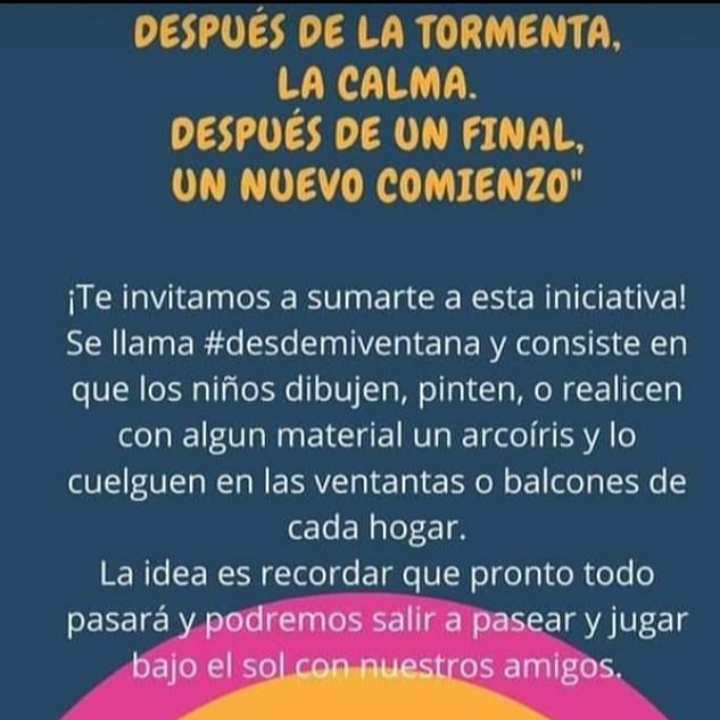 DESPUÉS DE LA TORMENTA,
LA CALMA.
DESPUÉS DE UN FINAL,
UN NUEVO COMIENZO"
¡Te invitamos a sumarte a esta iniciativa!
Se llama #desdemiventana y consiste en
que los niños dibujen, pinten, o realicen
con algun material un arcoíris y lo
cuelguen en las ventantas o balcones de
cada hogar.
La idea es recordar que pronto todo
pasará y podremos salir a pasear y jugar
bajo el sol con nuestros amigos.